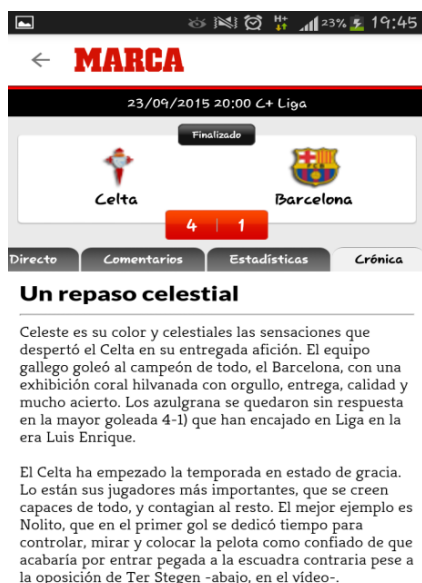 H+ 23% 19:45
MARCA
23/09/2015 20:00 C+ Liga
Finalizado
Celta Barcelona
4 1
Directo Comentarios Estadísticas Crónica
Un repaso celestial
Celeste es su color y celestiales las sensaciones que
despertó el Celta en su entregada afición. El equipo
gallego goleó al campeón de todo, el Barcelona, con una
exhibición coral hilvanada con orgullo, entrega, calidad y
mucho acierto. Los azulgrana se quedaron sin respuesta
en la mayor goleada 4-1) que han encajado en Liga en la
era Luis Enrique.
El Celta ha empezado la temporada en estado de gracia.
Lo están sus jugadores más importantes, que se creen
capaces de todo, y contagian al resto. El mejor ejemplo es
Nolito, que en el primer gol se dedicó tiempo para
controlar, mirar y colocar la pelota como confiado de que
acabaría por entrar pegada a la escuadra contraria pese a
la oposición de Ter Stegen -abajo, en el vídeo-.